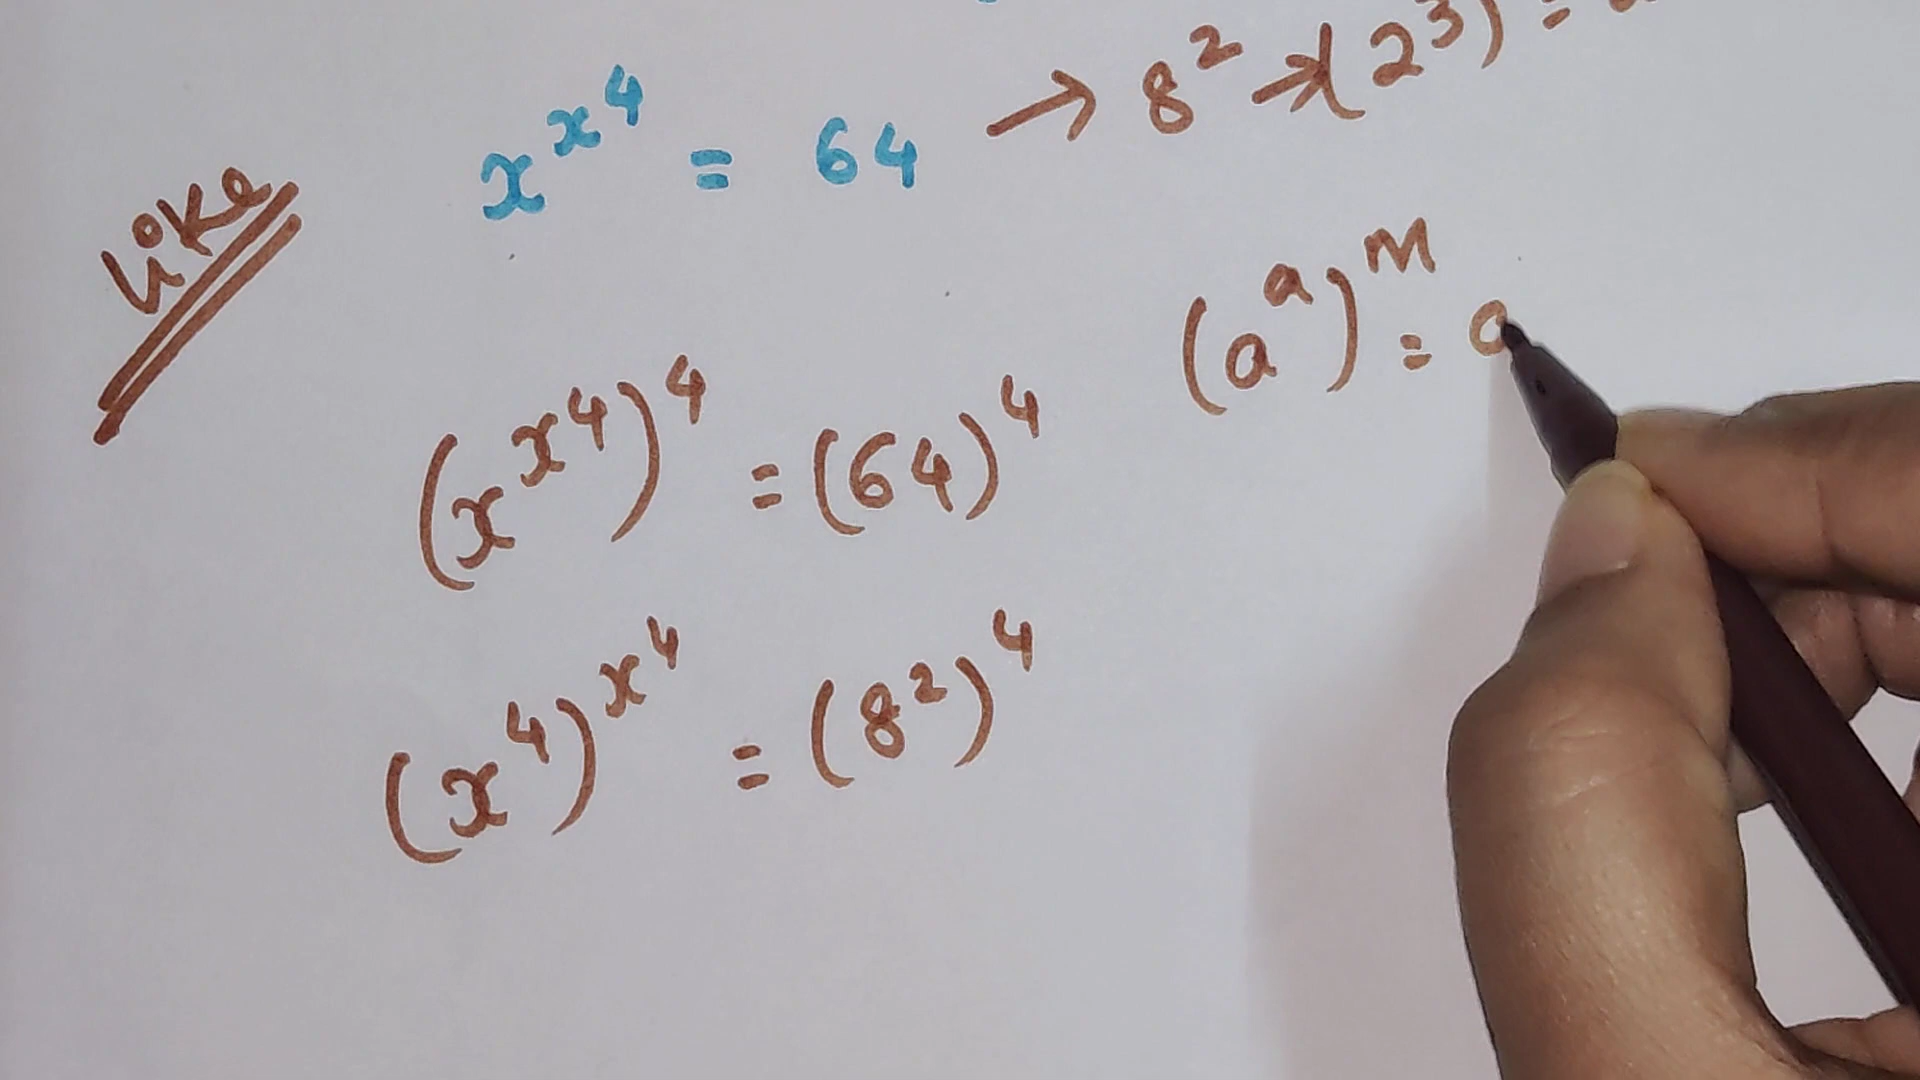 x^x^4 = 64 → 8^2 → (2^3) =
Like
(a^a)^M = a
(x^x^4)^4 = (64)^4
(x^4)^x^4 = (8^2)^4